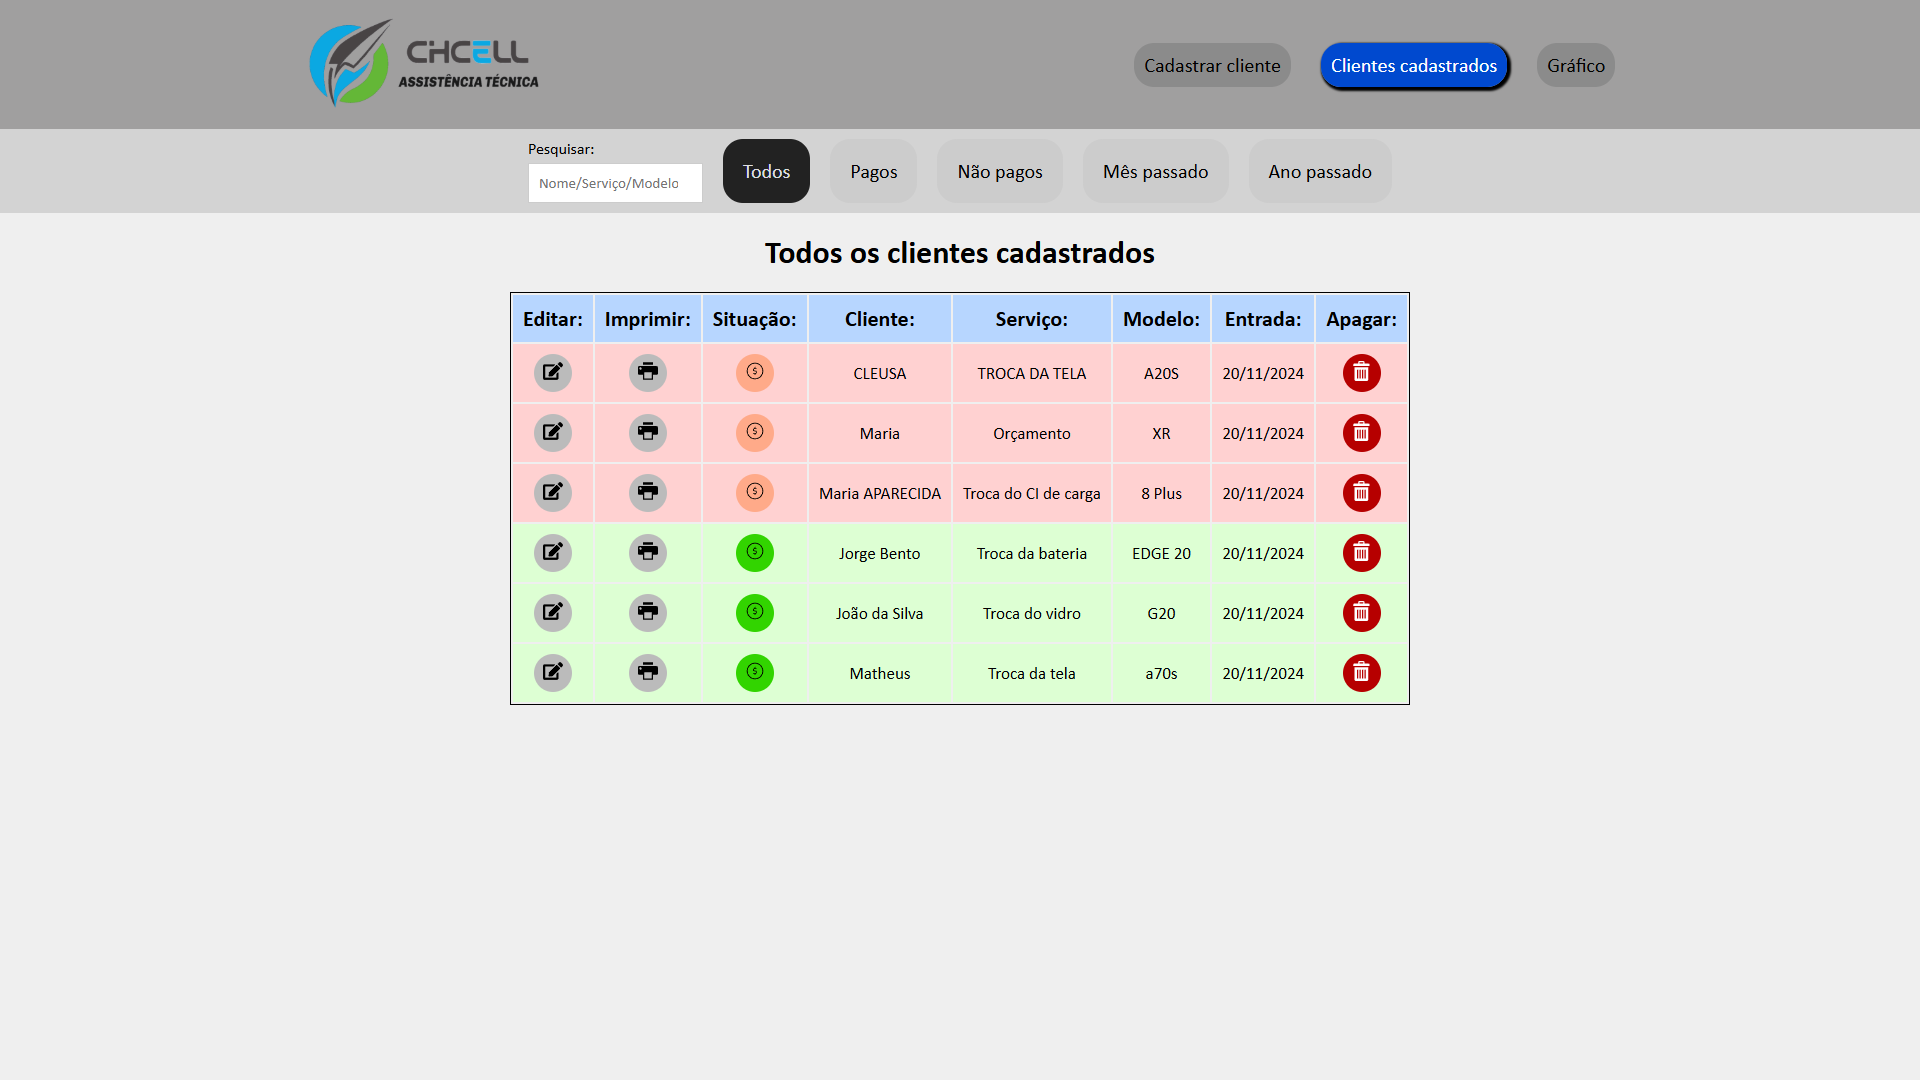 CHCELL
ASSISTÊNCIA TÉCNICA
Cadastrar cliente
Clientes cadastrados
Gráfico
Pesquisar:
Nome/Serviço/Modelo
Todos
Pagos
Não pagos
Mês passado
Ano passado
Todos os clientes cadastrados
Editar: Imprimir: Situação: Cliente: Serviço: Modelo: Entrada: Apagar:
CLEUSA TROCA DA TELA A20S 20/11/2024
Maria Orçamento XR 20/11/2024
Maria APARECIDA Troca do CI de carga 8 Plus 20/11/2024
Jorge Bento Troca da bateria EDGE 20 20/11/2024
João da Silva Troca do vidro G20 20/11/2024
Matheus Troca da tela a70s 20/11/2024